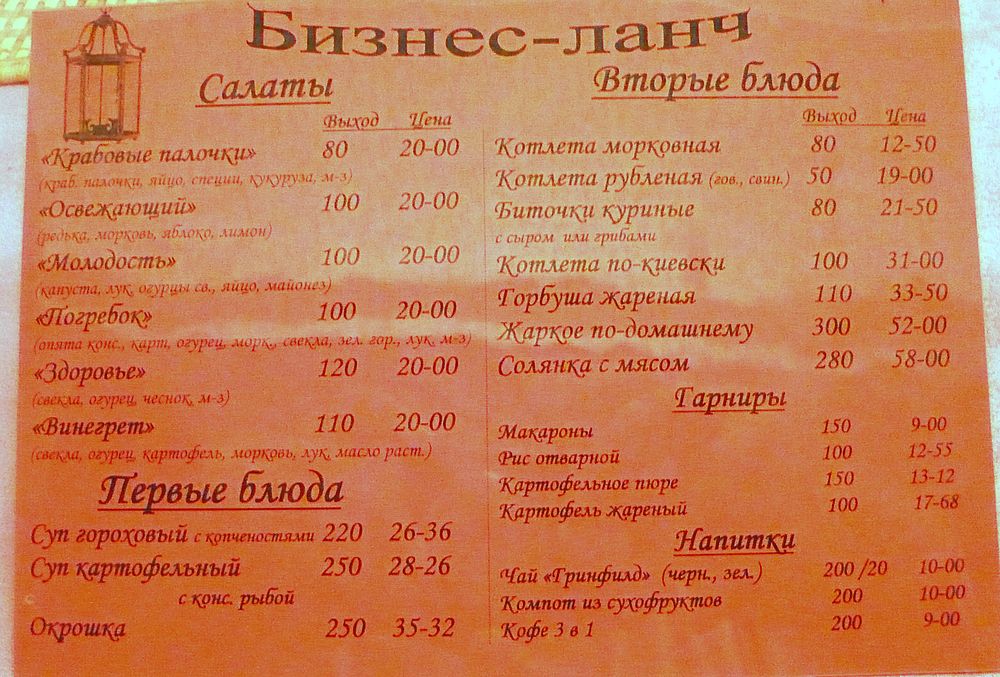 Бизнес-ланч
Салаты
Выход Цена
«Крабовые палочки» 80 20-00
(краб. палочки, яйцо, специи, кукуруза, м-з)
«Освежающий» 100 20-00
(редька, морковь, яблоко, лимон)
«Молодость» 100 20-00
(капуста, лук, огурцы св., яйцо, майонез)
«Погребок» 100 20-00
(опята конс., карт, огурец, морк., свекла, зел. гор., лук, м-з)
«Здоровье» 120 20-00
(свекла, огурец, чеснок, м-з)
«Винегрет» 110 20-00
(свекла, огурец, картофель, морковь, лук, масло раст.)
Первые блюда
Суп гороховый с копченостями 220 26-36
Суп картофельный 250 28-26
с конс. рыбой
Окрошка 250 35-32
Вторые блюда
Выход Цена
Котлета морковная 80 12-50
Котлета рубленая (гов., свин.) 50 19-00
Биточки куриные 80 21-50
с сыром или грибами
Котлета по-киевски 100 31-00
Горбуша жареная 110 33-50
Жаркое по-домашнему 300 52-00
Солянка с мясом 280 58-00
Гарниры
Макароны 150 9-00
Рис отварной 100 12-55
Картофельное пюре 150 13-12
Картофель жареный 100 17-68
Напитки
Чай «Гринфилд» (черн., зел.) 200 /20 10-00
Компот из сухофруктов 200 10-00
Кофе 3 в 1 200 9-00